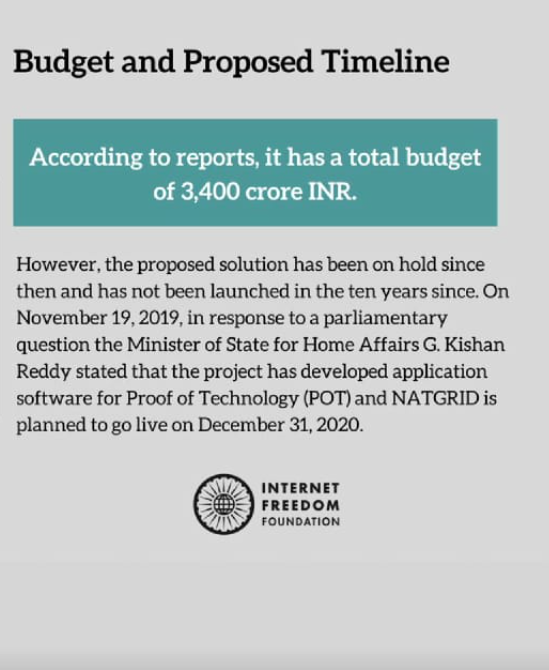 Budget and Proposed Timeline
According to reports, it has a total budget
of 3,400 crore INR.
However, the proposed solution has been on hold since
then and has not been launched in the ten years since. On
November 19, 2019, in response to a parliamentary
question the Minister of State for Home Affairs G. Kishan
Reddy stated that the project has developed application
software for Proof of Technology (POT) and NATGRID is
planned to go live on December 31, 2020.
INTERNET
FREEDOM
FOUNDATION